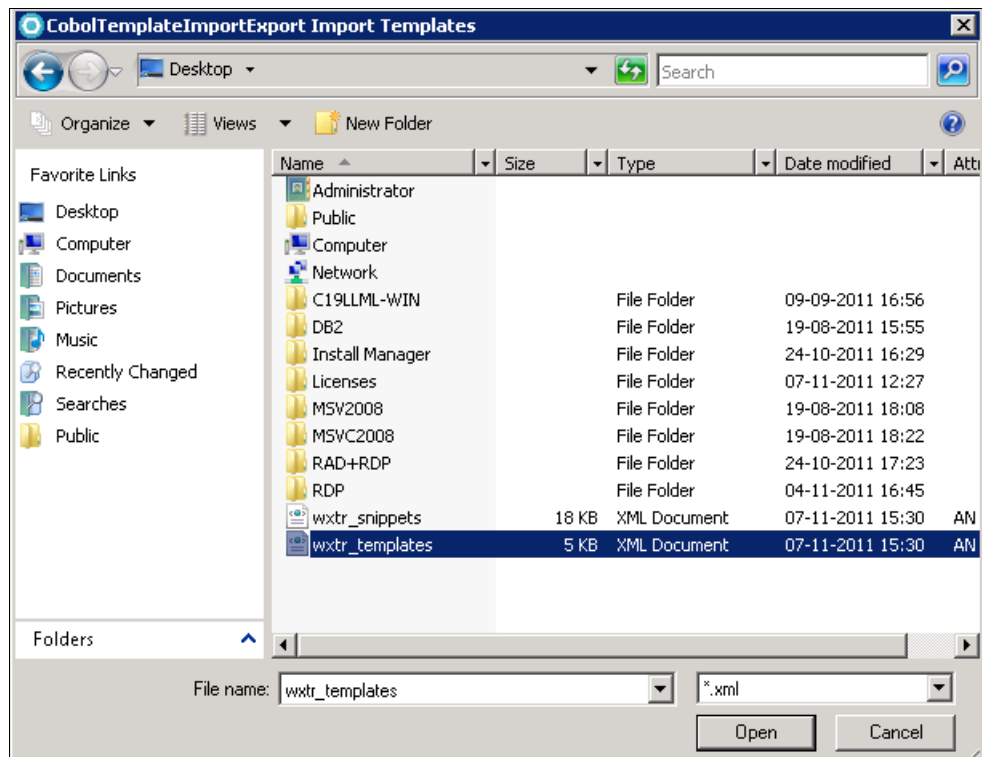 CobolTemplateImportExport Import Templates
Desktop
Search
Organize Views New Folder
Favorite Links
Desktop
Computer
Documents
Pictures
Music
Recently Changed
Searches
Public
Folders
Name Size Type Date modified Attri
Administrator
Public
Computer
Network
C19LLML-WIN File Folder 09-09-2011 16:56
DB2 File Folder 19-08-2011 15:55
Install Manager File Folder 24-10-2011 16:29
Licenses File Folder 07-11-2011 12:27
MSV2008 File Folder 19-08-2011 18:08
MSVC2008 File Folder 19-08-2011 18:22
RAD+RDP File Folder 24-10-2011 17:23
RDP File Folder 04-11-2011 16:45
wxtr_snippets 18 KB XML Document 07-11-2011 15:30 AN
wxtr_templates 5 KB XML Document 07-11-2011 15:30 AN
File name: wxtr_templates *.xml
Open Cancel